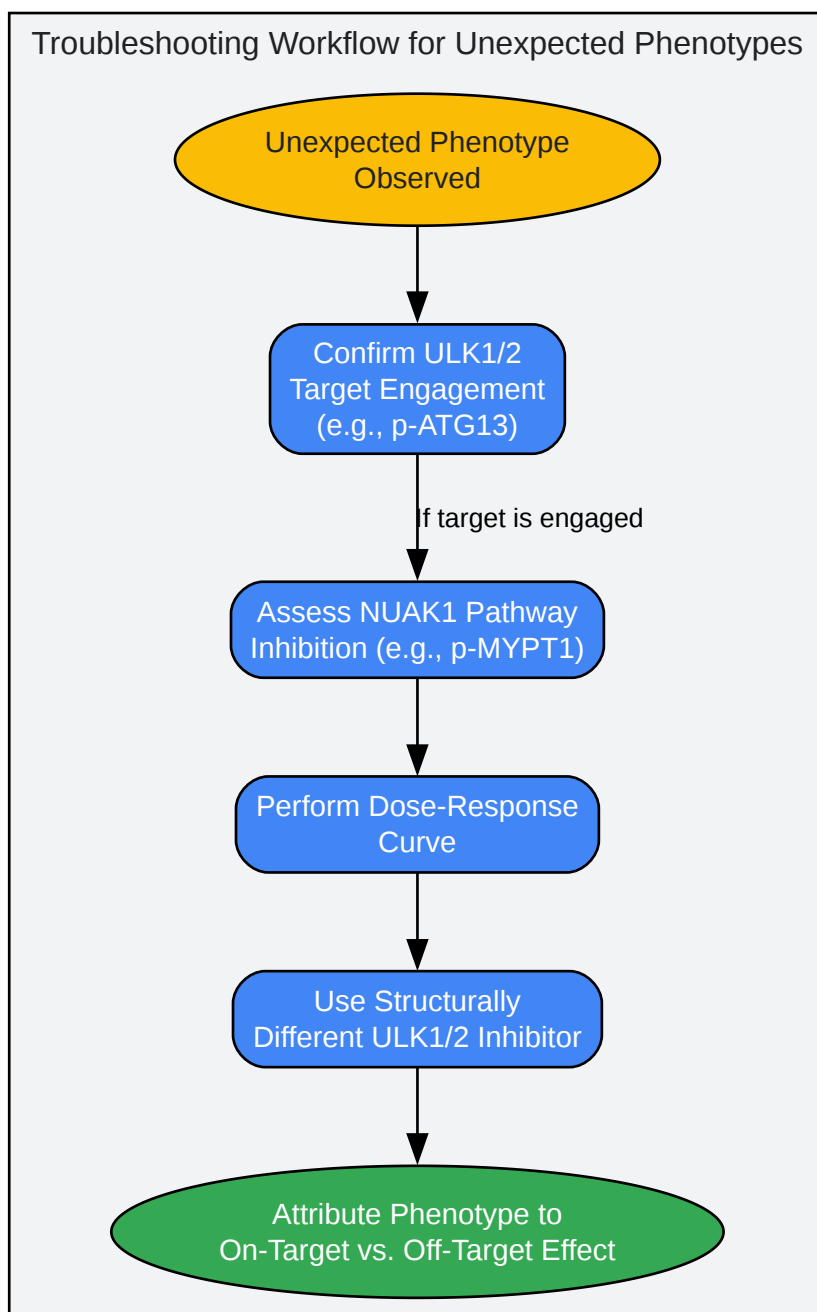 Troubleshooting Workflow for Unexpected Phenotypes
Unexpected Phenotype
Observed
Confirm ULK1/2
Target Engagement
(e.g., p-ATG13)
If target is engaged
Assess NUAK1 Pathway
Inhibition (e.g., p-MYPT1)
Perform Dose-Response
Curve
Use Structurally
Different ULK1/2 Inhibitor
Attribute Phenotype to
On-Target vs. Off-Target Effect